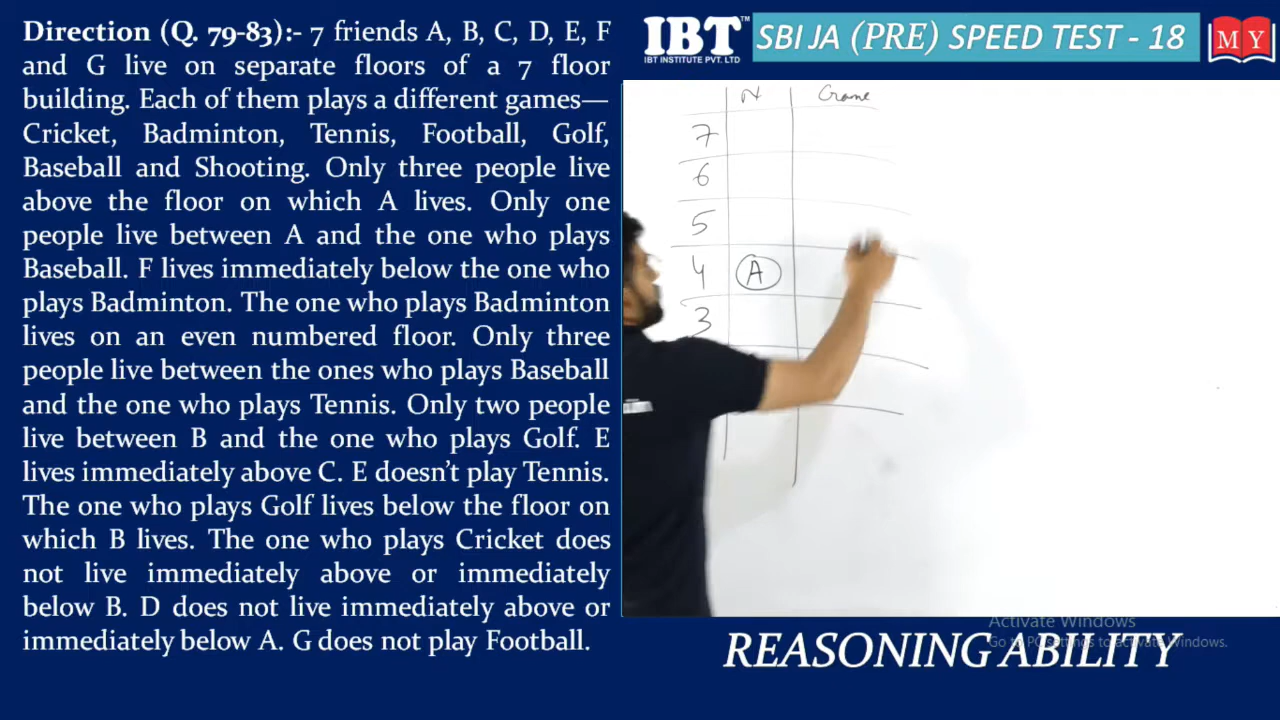 Direction (Q. 79-83):- 7 friends A, B, C, D, E, F
and G live on separate floors of a 7 floor
building. Each of them plays a different games—
Cricket, Badminton, Tennis, Football, Golf,
Baseball and Shooting. Only three people live
above the floor on which A lives. Only one
people live between A and the one who plays
Baseball. F lives immediately below the one who
plays Badminton. The one who plays Badminton
lives on an even numbered floor. Only three
people live between the ones who plays Baseball
and the one who plays Tennis. Only two people
live between B and the one who plays Golf. E
lives immediately above C. E doesn't play Tennis.
The one who plays Golf lives below the floor on
which B lives. The one who plays Cricket does
not live immediately above or immediately
below B. D does not live immediately above or
immediately below A. G does not play Football.
IBT™
IBT INSTITUTE PVT. LTD
SBI JA (PRE) SPEED TEST - 18
MY
N Game
7
6
5
4 A
3
Activate Windows
Go to PC settings to activate Windows.
REASONING ABILITY